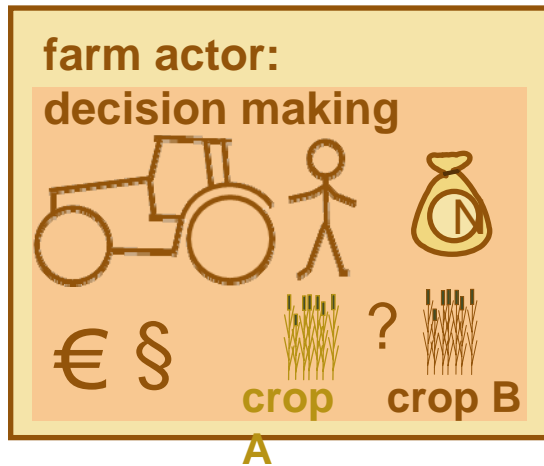 farm actor:
decision making
N
€ § ?
crop crop B
A